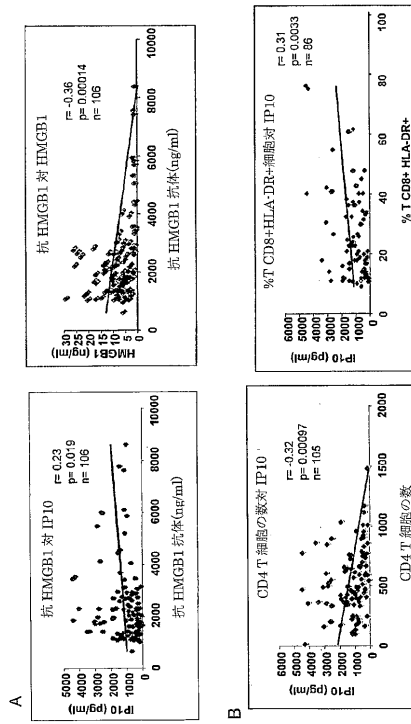 A
抗 HMGB1 対 IP10
r= 0.23
p= 0.019
n= 106
IP10 (pg/ml)
5000
4000
3000
2000
1000
0
0
2000
4000
6000
8000
10000
抗 HMGB1 抗体(ng/ml)
抗 HMGB1 対 HMGB1
r= -0.36
p= 0.00014
n= 106
HMGB1 (ng/ml)
30
25
20
15
10
5
0
0
2000
4000
6000
8000
10000
抗 HMGB1 抗体(ng/ml)
B
CD4 T 細胞の数対 IP10
r= -0.32
p= 0.00097
n= 105
IP10 (pg/ml)
6000
5000
4000
3000
2000
1000
0
0
500
1000
1500
2000
CD4 T 細胞の数
%T CD8+HLA-DR+細胞対 IP10
r= 0.31
p= 0.0033
n= 86
IP10 (pg/ml)
6000
5000
4000
3000
2000
1000
0
0
20
40
60
80
100
% T CD8+ HLA-DR+